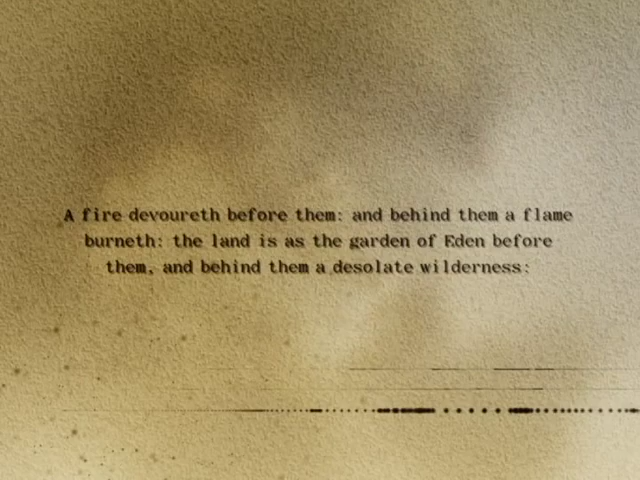 A fire devoureth before them: and behind them a flame
burneth: the land is as the garden of Eden before
them, and behind them a desolate wilderness: